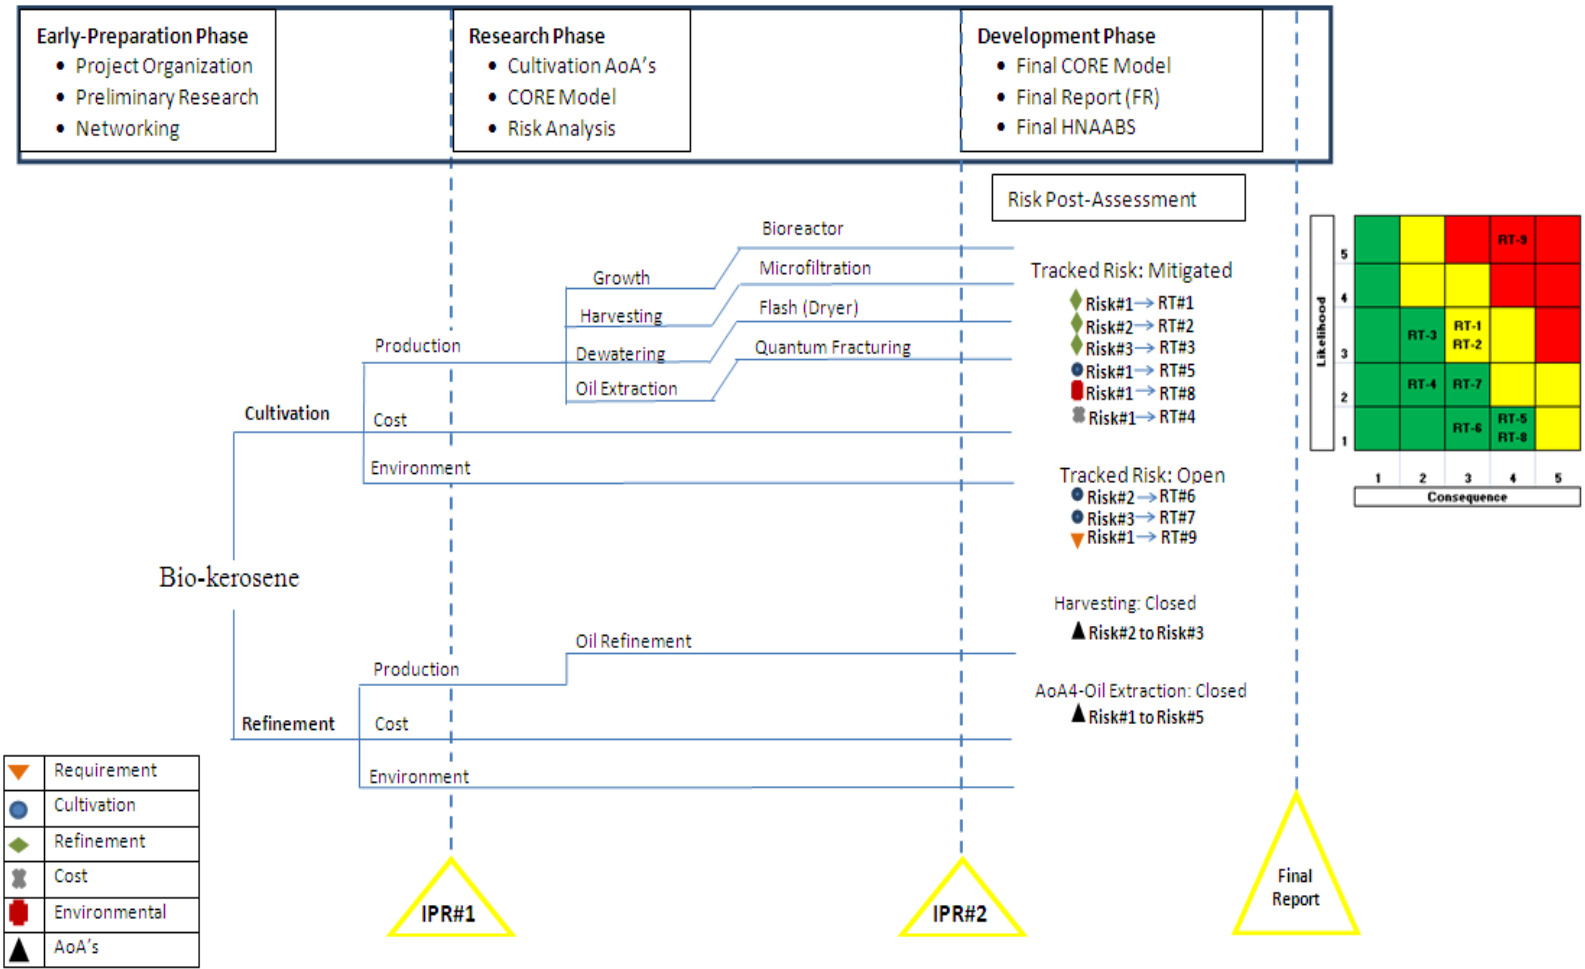 Early-Preparation Phase
• Project Organization
• Preliminary Research
• Networking
Research Phase
• Cultivation AoA's
• CORE Model
• Risk Analysis
Development Phase
• Final CORE Model
• Final Report (FR)
• Final HNAABS
Risk Post-Assessment
Bioreactor
Growth
Microfiltration
Harvesting
Flash (Dryer)
Production
Dewatering
Quantum Fracturing
Oil Extraction
Cultivation
Cost
Environment
Bio-kerosene
Oil Refinement
Production
Refinement
Cost
Environment
Tracked Risk: Mitigated
Risk#1→ RT#1
Risk#2→ RT#2
Risk#3→ RT#3
Risk#1→ RT#5
Risk#1→ RT#8
Risk#1→ RT#4
Tracked Risk: Open
Risk#2→ RT#6
Risk#3→ RT#7
Risk#1→ RT#9
Harvesting: Closed
Risk#2 to Risk#3
AoA4-Oil Extraction: Closed
Risk#1 to Risk#5
Likelihood
5
RT-9
4
3
RT-3
RT-1
RT-2
2
RT-4
RT-7
1
RT-6
RT-5
RT-8
1 2 3 4 5
Consequence
Requirement
Cultivation
Refinement
Cost
Environmental
AoA's
IPR#1
IPR#2
Final
Report